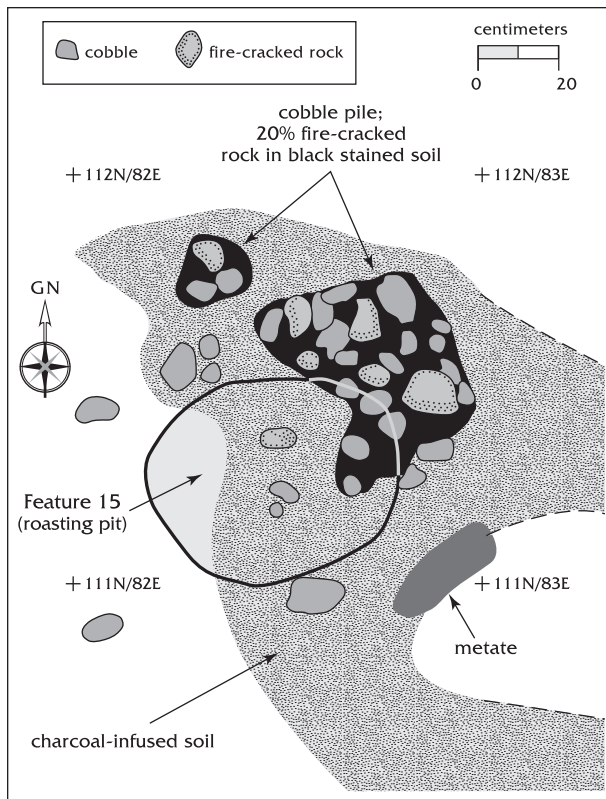 centimeters
cobble
fire-cracked rock
0
20
cobble pile;
20% fire-cracked
rock in black stained soil
+ 112N/82E
+ 112N/83E
GN
Feature 15
(roasting pit)
+ 111N/82E
+ 111N/83E
metate
charcoal-infused soil